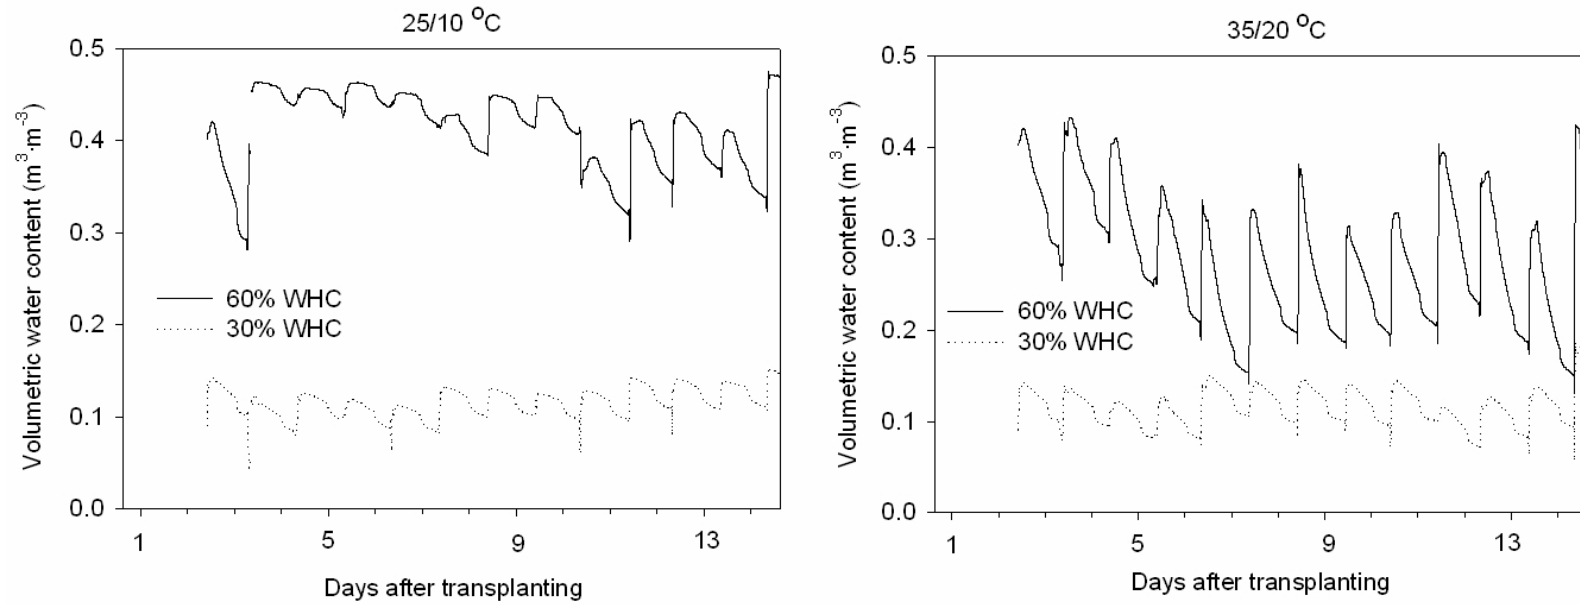 25/10 °C
Volumetric water content (m³·m⁻³)
0.5
0.4
0.3
0.2
0.1
0.0
60% WHC
30% WHC
1
5
9
13
Days after transplanting
35/20 °C
Volumetric water content (m³·m⁻³)
0.5
0.4
0.3
0.2
0.1
0.0
60% WHC
30% WHC
1
5
9
13
Days after transplanting